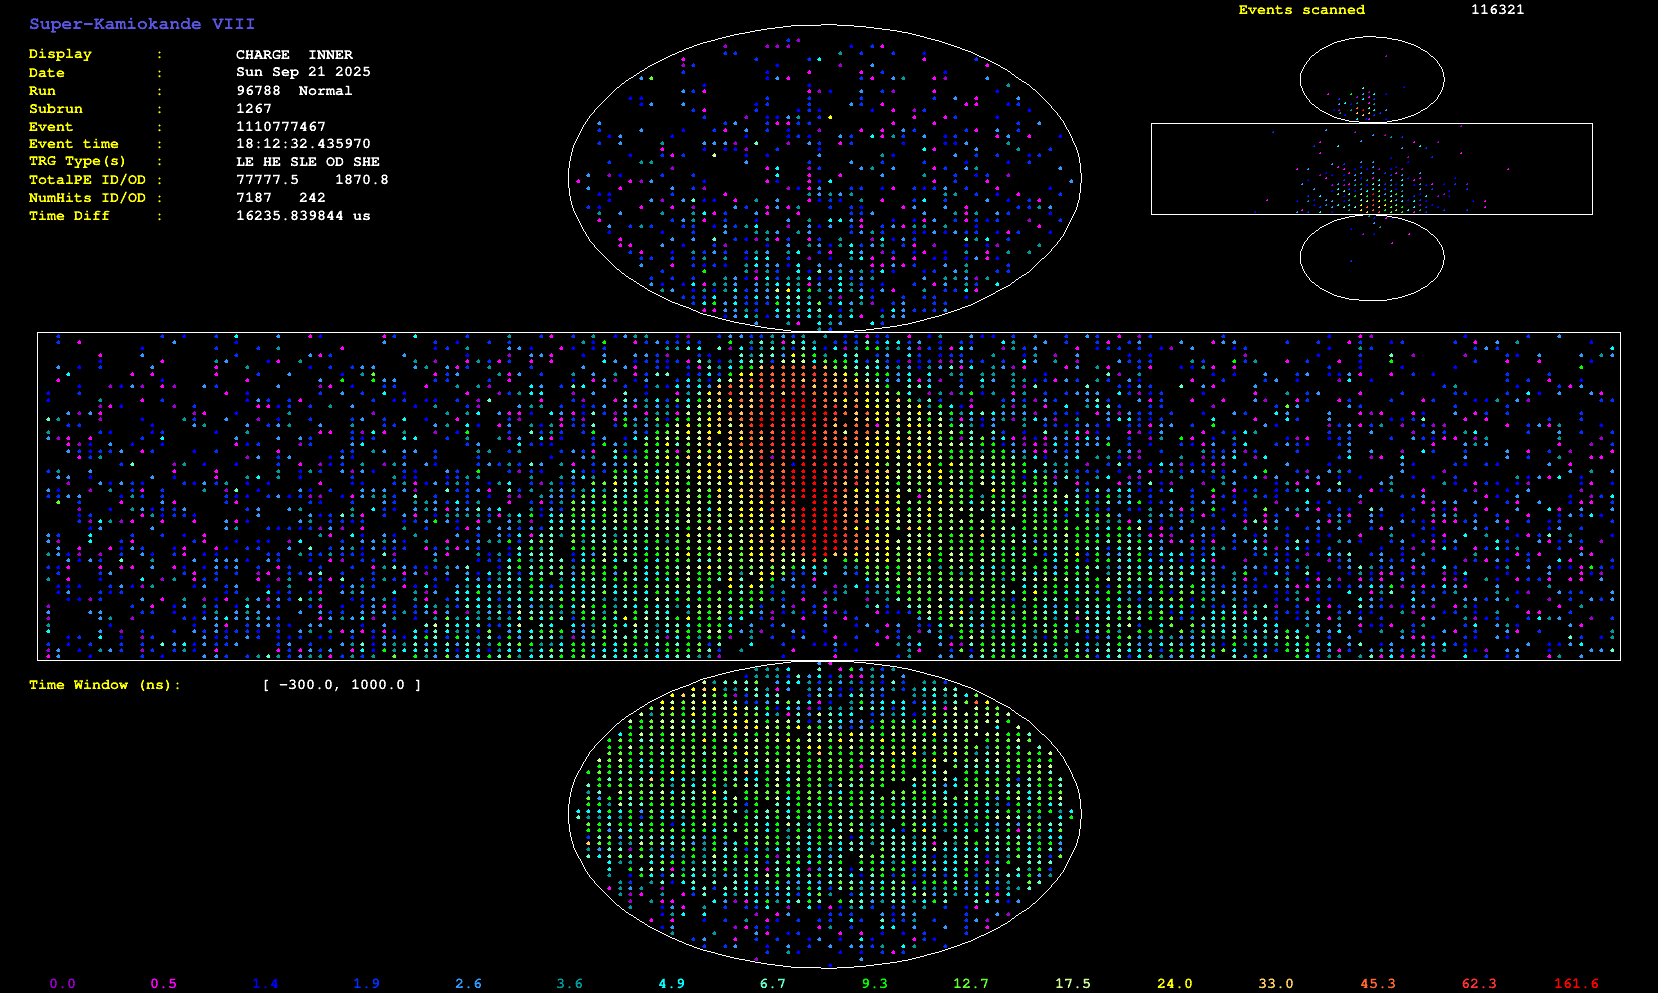 Super-Kamiokande VIII
Events scanned 116321
Display : CHARGE INNER
Date : Sun Sep 21 2025
Run : 96788 Normal
Subrun : 1267
Event : 1110777467
Event time : 18:12:32.435970
TRG Type(s) : LE HE SLE OD SHE
TotalPE ID/OD : 77777.5 1870.8
NumHits ID/OD : 7187 242
Time Diff : 16235.839844 us
Time Window (ns): [ -300.0, 1000.0 ]
0.0 0.5 1.4 1.9 2.6 3.6 4.9 6.7 9.3 12.7 17.5 24.0 33.0 45.3 62.3 161.6